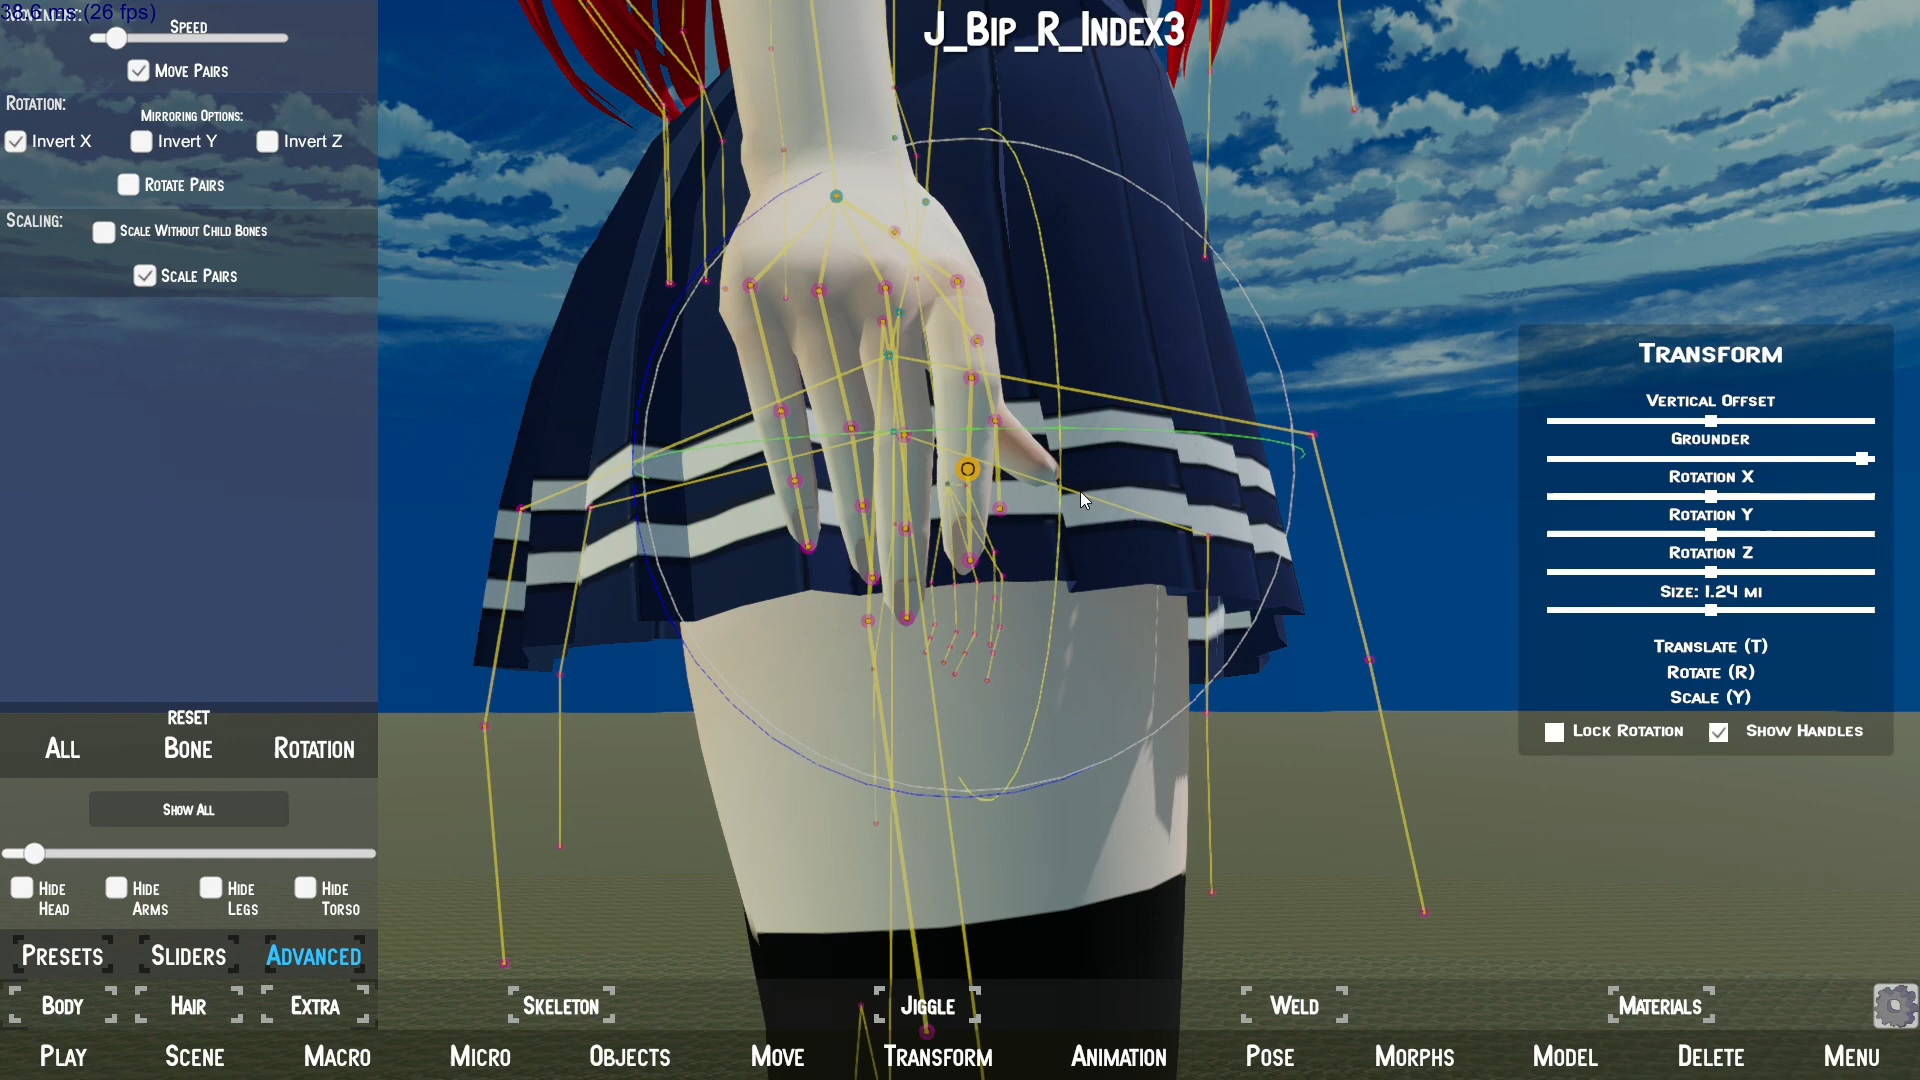 38.6 ms (26 fps)
Movement:
Speed
Move Pairs
Rotation:
Mirroring Options:
Invert X Invert Y Invert Z
Rotate Pairs
Scaling:
Scale Without Child Bones
Scale Pairs
J_Bip_R_Index3
Transform
Vertical Offset
Grounder
Rotation X
Rotation Y
Rotation Z
Size: 1.24 mi
Translate (T)
Rotate (R)
Scale (Y)
Lock Rotation Show Handles
Reset
All Bone Rotation
Show All
Hide Head Hide Arms Hide Legs Hide Torso
Presets Sliders Advanced
Body Hair Extra Skeleton Jiggle Weld Materials
Play Scene Macro Micro Objects Move Transform Animation Pose Morphs Model Delete Menu